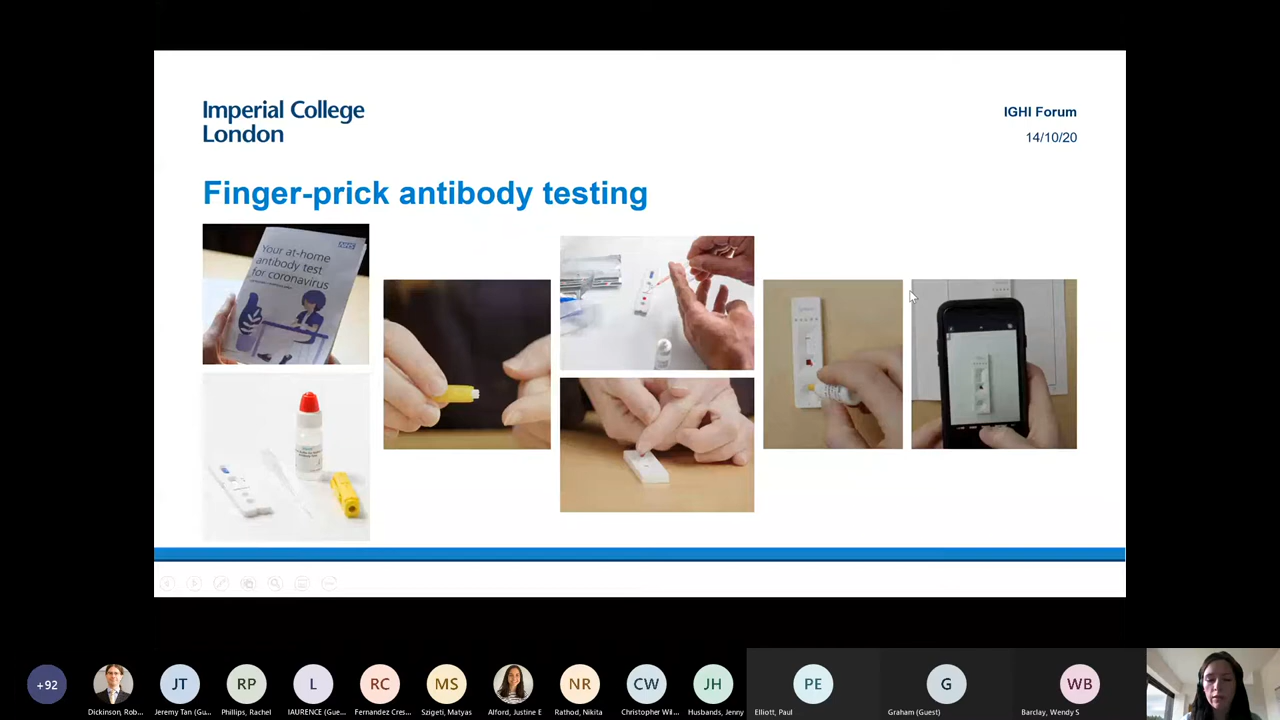 Imperial College
London
IGHI Forum
14/10/20
Finger-prick antibody testing
NHS
Your at-home
antibody test
for coronavirus
+92
JT
RP
L
RC
MS
NR
CW
JH
PE
G
WB
Dickinson, Rob...
Jeremy Tan (Gu...
Phillips, Rachel
lAURENCE (Gue...
Fernandez Cres...
Szigeti, Matyas
Alford, Justine E
Rathod, Nikita
Christopher Wil...
Husbands, Jenny
Elliott, Paul
Graham (Guest)
Barclay, Wendy S